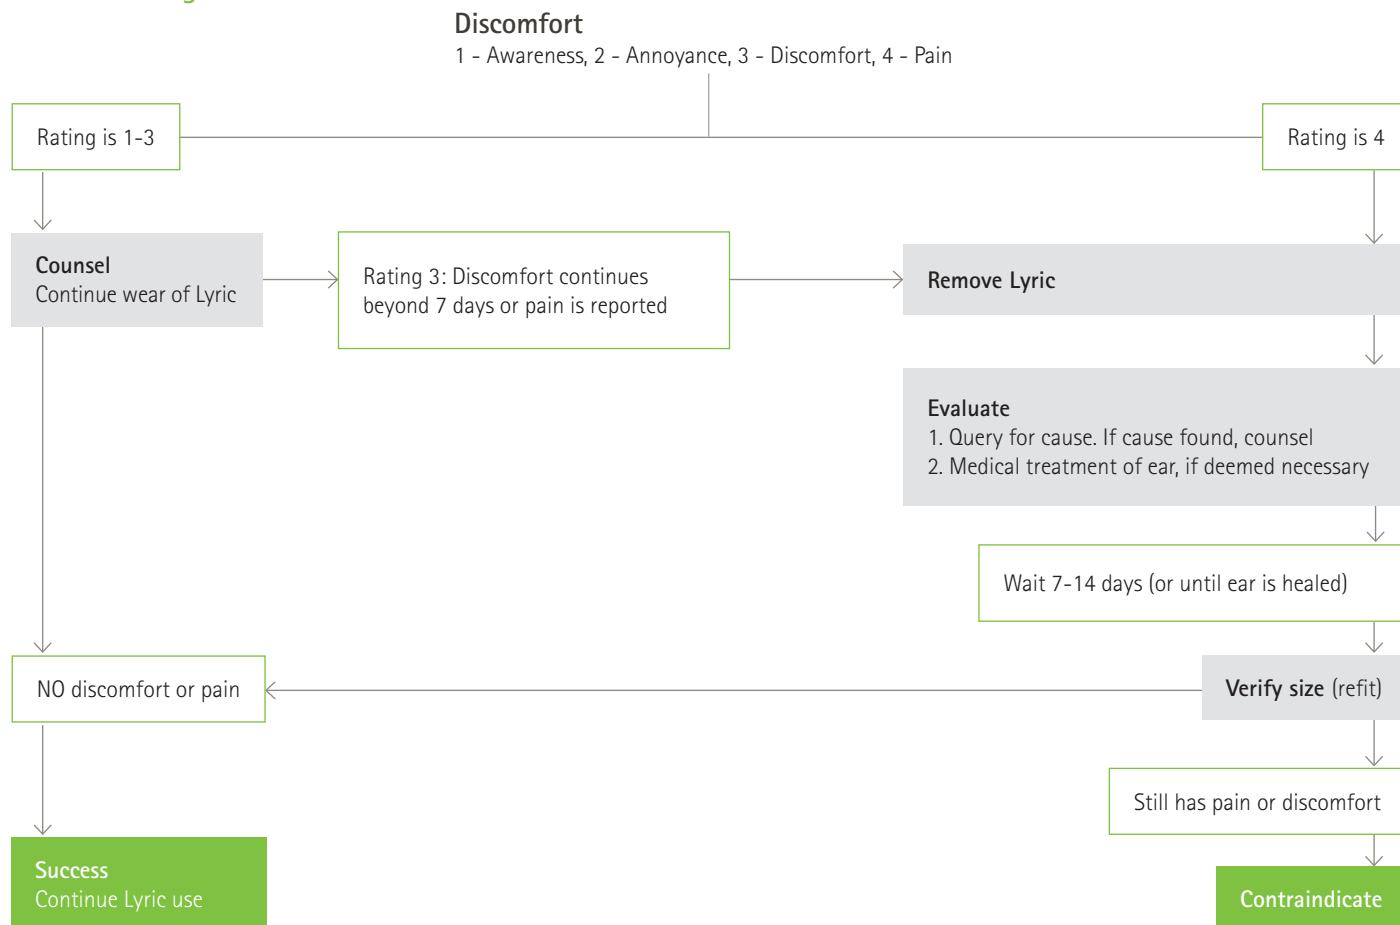 Discomfort
1 - Awareness, 2 - Annoyance, 3 - Discomfort, 4 - Pain
Rating is 1-3
Rating is 4
Counsel
Continue wear of Lyric
Rating 3: Discomfort continues
beyond 7 days or pain is reported
Remove Lyric
Evaluate
1. Query for cause. If cause found, counsel
2. Medical treatment of ear, if deemed necessary
Wait 7-14 days (or until ear is healed)
NO discomfort or pain
Verify size (refit)
Still has pain or discomfort
Success
Continue Lyric use
Contraindicate